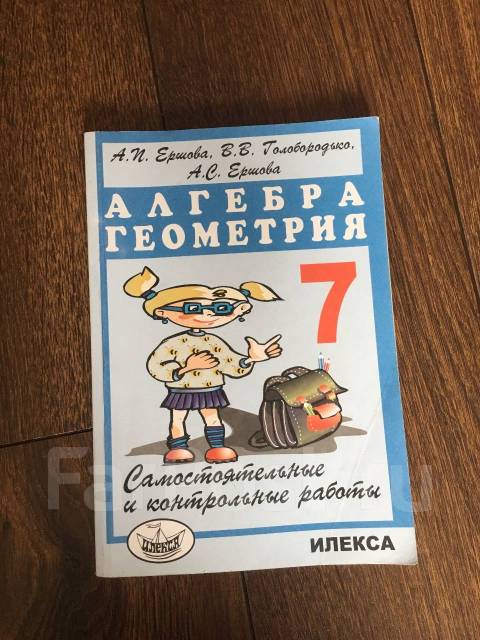 А.П. Ершова, В.В. Голобородько,
А.С. Ершова
АЛГЕБРА
ГЕОМЕТРИЯ
7
Самостоятельные
и контрольные работы
ИЛЕКСА
ИЛЕКСА